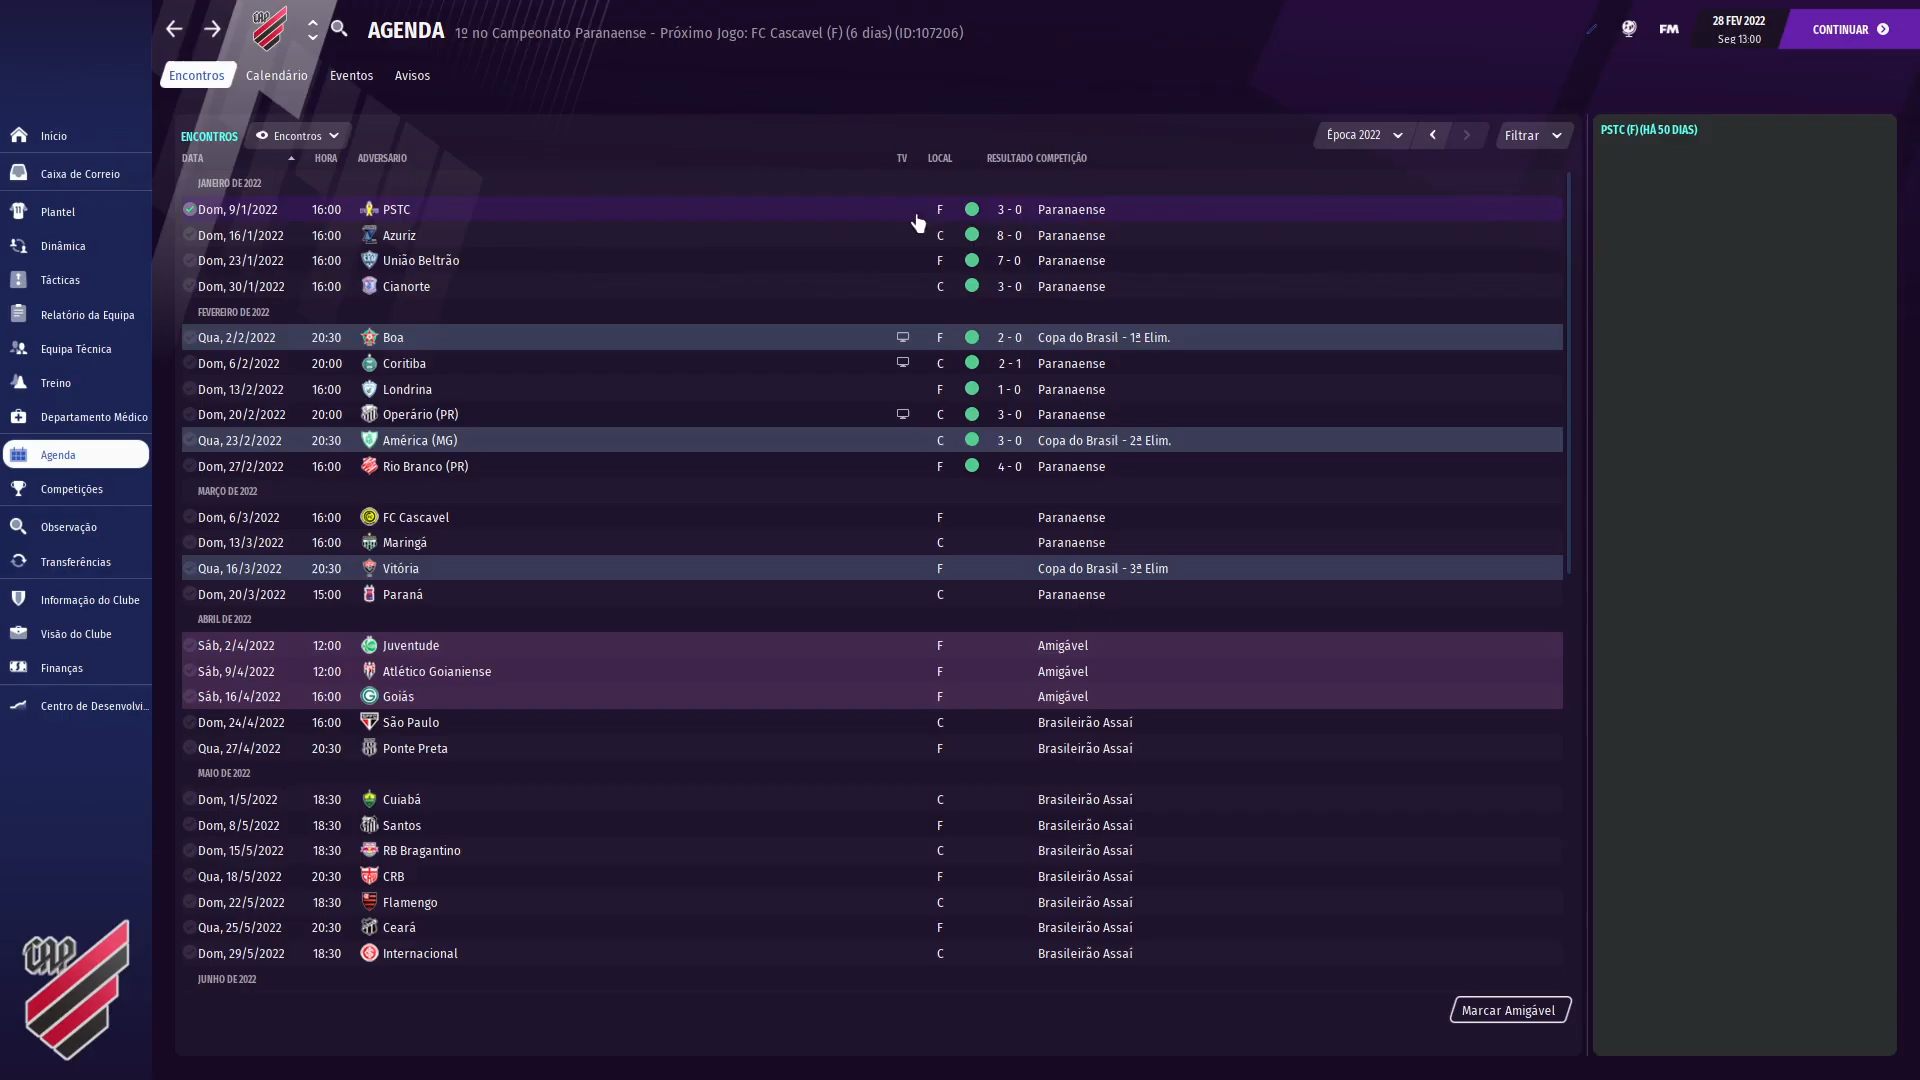 AGENDA 1º no Campeonato Paranaense - Próximo Jogo: FC Cascavel (F) (6 dias) (ID:107206)
FM
28 FEV 2022
Seg 13:00
CONTINUAR
Encontros Calendário Eventos Avisos
Início
Caixa de Correio
Plantel
Dinâmica
Tácticas
Relatório da Equipa
Equipa Técnica
Treino
Departamento Médico
Agenda
Competições
Observação
Transferências
Informação do Clube
Visão do Clube
Finanças
Centro de Desenvolvi...
CAP
ENCONTROS Encontros Época 2022 Filtrar
DATA HORA ADVERSÁRIO TV LOCAL RESULTADO COMPETIÇÃO
JANEIRO DE 2022
Dom, 9/1/2022 16:00 PSTC F 3 - 0 Paranaense
Dom, 16/1/2022 16:00 Azuriz C 8 - 0 Paranaense
Dom, 23/1/2022 16:00 União Beltrão F 7 - 0 Paranaense
Dom, 30/1/2022 16:00 Cianorte C 3 - 0 Paranaense
FEVEREIRO DE 2022
Qua, 2/2/2022 20:30 Boa F 2 - 0 Copa do Brasil - 1ª Elim.
Dom, 6/2/2022 20:00 Coritiba C 2 - 1 Paranaense
Dom, 13/2/2022 16:00 Londrina F 1 - 0 Paranaense
Dom, 20/2/2022 20:00 Operário (PR) C 3 - 0 Paranaense
Qua, 23/2/2022 20:30 América (MG) C 3 - 0 Copa do Brasil - 2ª Elim.
Dom, 27/2/2022 16:00 Rio Branco (PR) F 4 - 0 Paranaense
MARÇO DE 2022
Dom, 6/3/2022 16:00 FC Cascavel F Paranaense
Dom, 13/3/2022 16:00 Maringá C Paranaense
Qua, 16/3/2022 20:30 Vitória F Copa do Brasil - 3ª Elim
Dom, 20/3/2022 15:00 Paraná C Paranaense
ABRIL DE 2022
Sáb, 2/4/2022 12:00 Juventude F Amigável
Sáb, 9/4/2022 12:00 Atlético Goianiense F Amigável
Sáb, 16/4/2022 16:00 Goiás F Amigável
Dom, 24/4/2022 16:00 São Paulo C Brasileirão Assaí
Qua, 27/4/2022 20:30 Ponte Preta F Brasileirão Assaí
MAIO DE 2022
Dom, 1/5/2022 18:30 Cuiabá C Brasileirão Assaí
Dom, 8/5/2022 18:30 Santos F Brasileirão Assaí
Dom, 15/5/2022 18:30 RB Bragantino C Brasileirão Assaí
Qua, 18/5/2022 20:30 CRB F Brasileirão Assaí
Dom, 22/5/2022 18:30 Flamengo C Brasileirão Assaí
Qua, 25/5/2022 20:30 Ceará F Brasileirão Assaí
Dom, 29/5/2022 18:30 Internacional C Brasileirão Assaí
JUNHO DE 2022
Marcar Amigável
PSTC (F)(HÁ 50 DIAS)